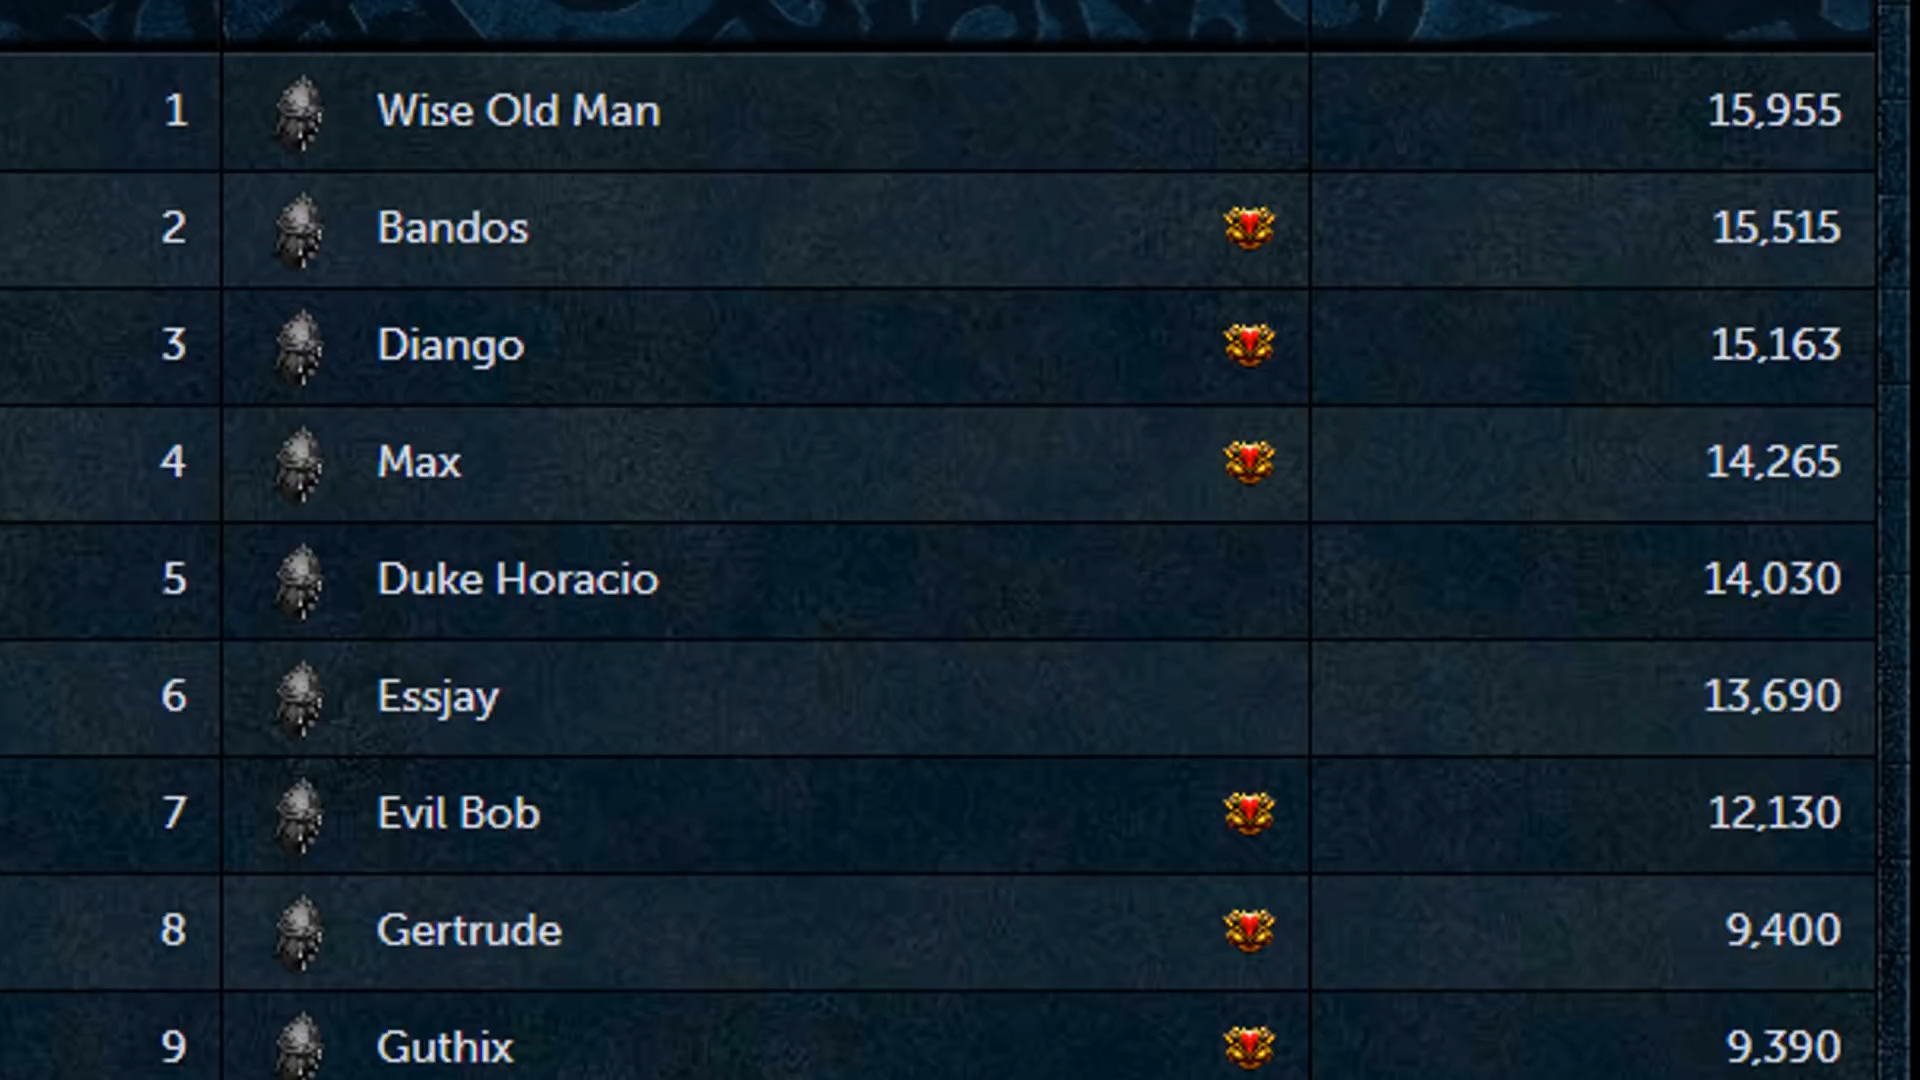 1 Wise Old Man 15,955
2 Bandos 15,515
3 Diango 15,163
4 Max 14,265
5 Duke Horacio 14,030
6 Essjay 13,690
7 Evil Bob 12,130
8 Gertrude 9,400
9 Guthix 9,390